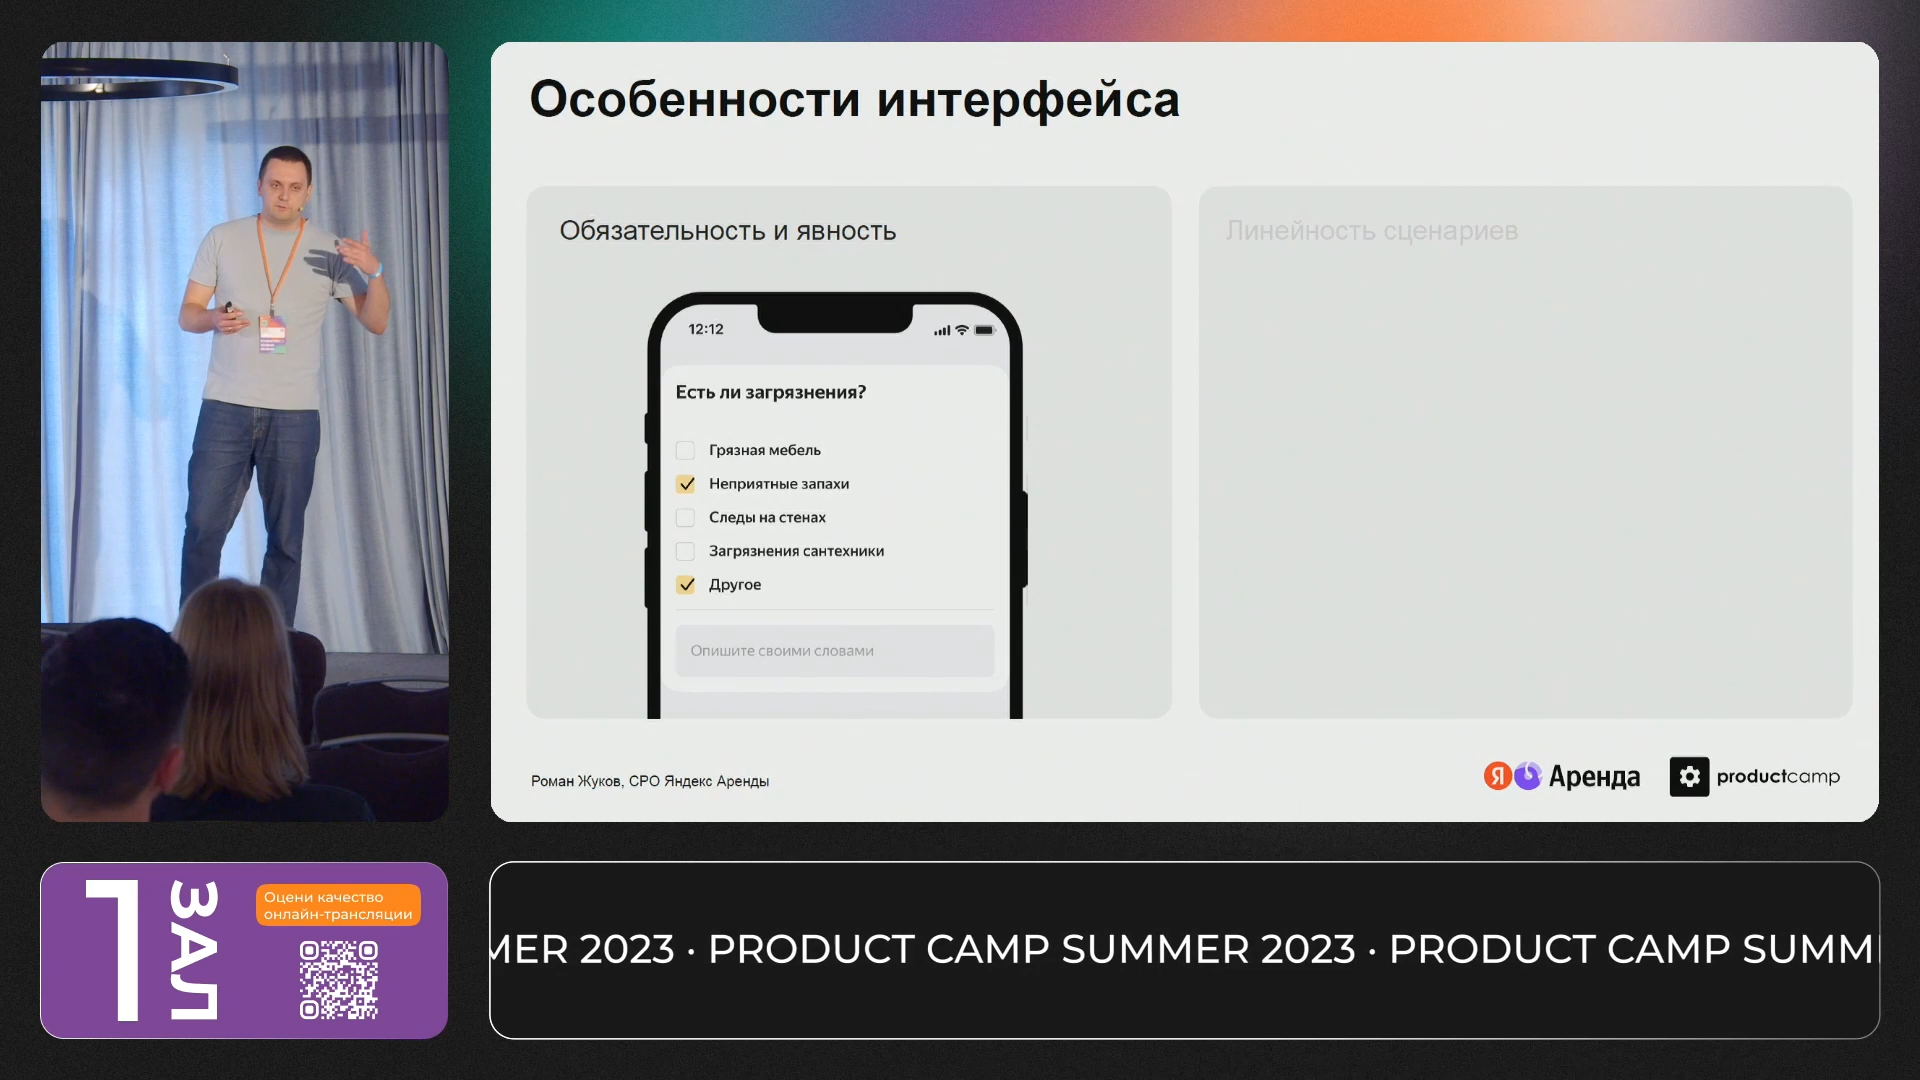 Особенности интерфейса
Обязательность и явность
Линейность сценариев
12:12
Есть ли загрязнения?
Грязная мебель
Неприятные запахи
Следы на стенах
Загрязнения сантехники
Другое
Опишите своими словами
Роман Жуков, CPO Яндекс Аренды
Я Аренда
productcamp
1 ЗАЛ
Оцени качество
онлайн-трансляции
MER 2023 · PRODUCT CAMP SUMMER 2023 · PRODUCT CAMP SUMM